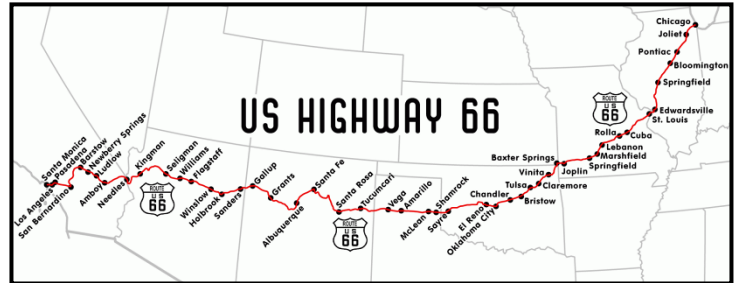 US HIGHWAY 66
Santa Monica
Pasadena
Los Angeles
San Bernardino
Barstow
Newberry Springs
Ludlow
Amboy
Needles
Kingman
ROUTE
US
66
Seligman
Williams
Flagstaff
Winslow
Holbrook
Sanders
Gallup
Grants
Albuquerque
Santa Fe
Santa Rosa
ROUTE
US
66
Tucumcari
Vega
Amarillo
McLean
Shamrock
Sayre
El Reno
Oklahoma City
Chandler
Bristow
Tulsa
Claremore
Vinita
Baxter Springs
Joplin
Springfield
Marshfield
Lebanon
Rolla
Cuba
ROUTE
US
66
St. Louis
Edwardsville
Springfield
Bloomington
Pontiac
Joliet
Chicago